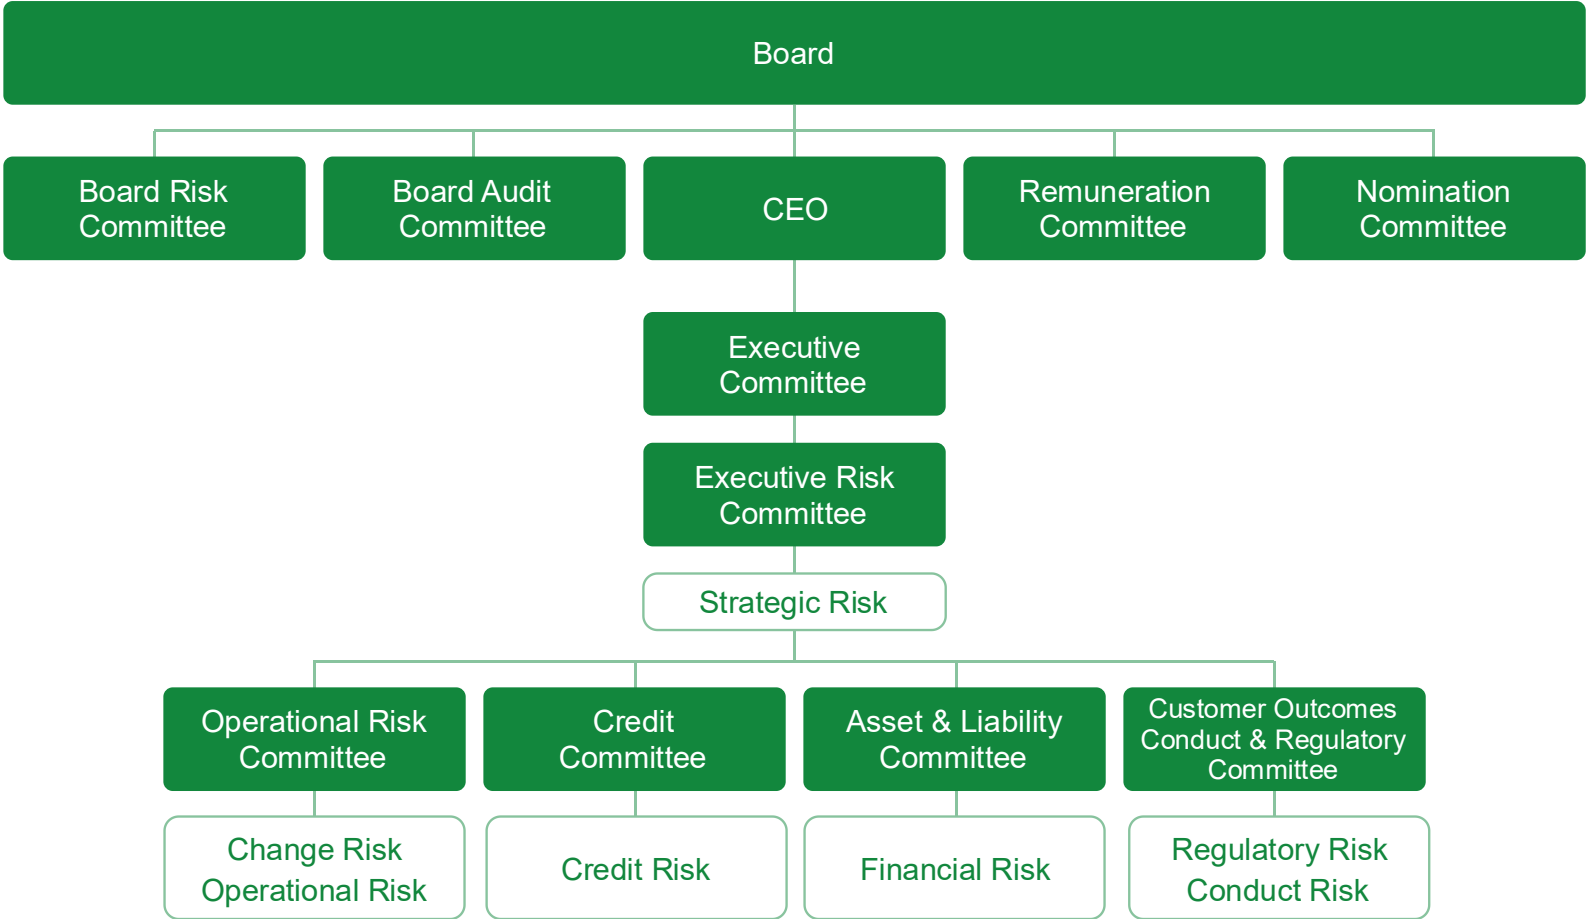 Board
Board Risk
Committee
Board Audit
Committee
CEO
Remuneration
Committee
Nomination
Committee
Executive
Committee
Executive Risk
Committee
Strategic Risk
Operational Risk
Committee
Credit
Committee
Asset & Liability
Committee
Customer Outcomes
Conduct & Regulatory
Committee
Change Risk
Operational Risk
Credit Risk
Financial Risk
Regulatory Risk
Conduct Risk